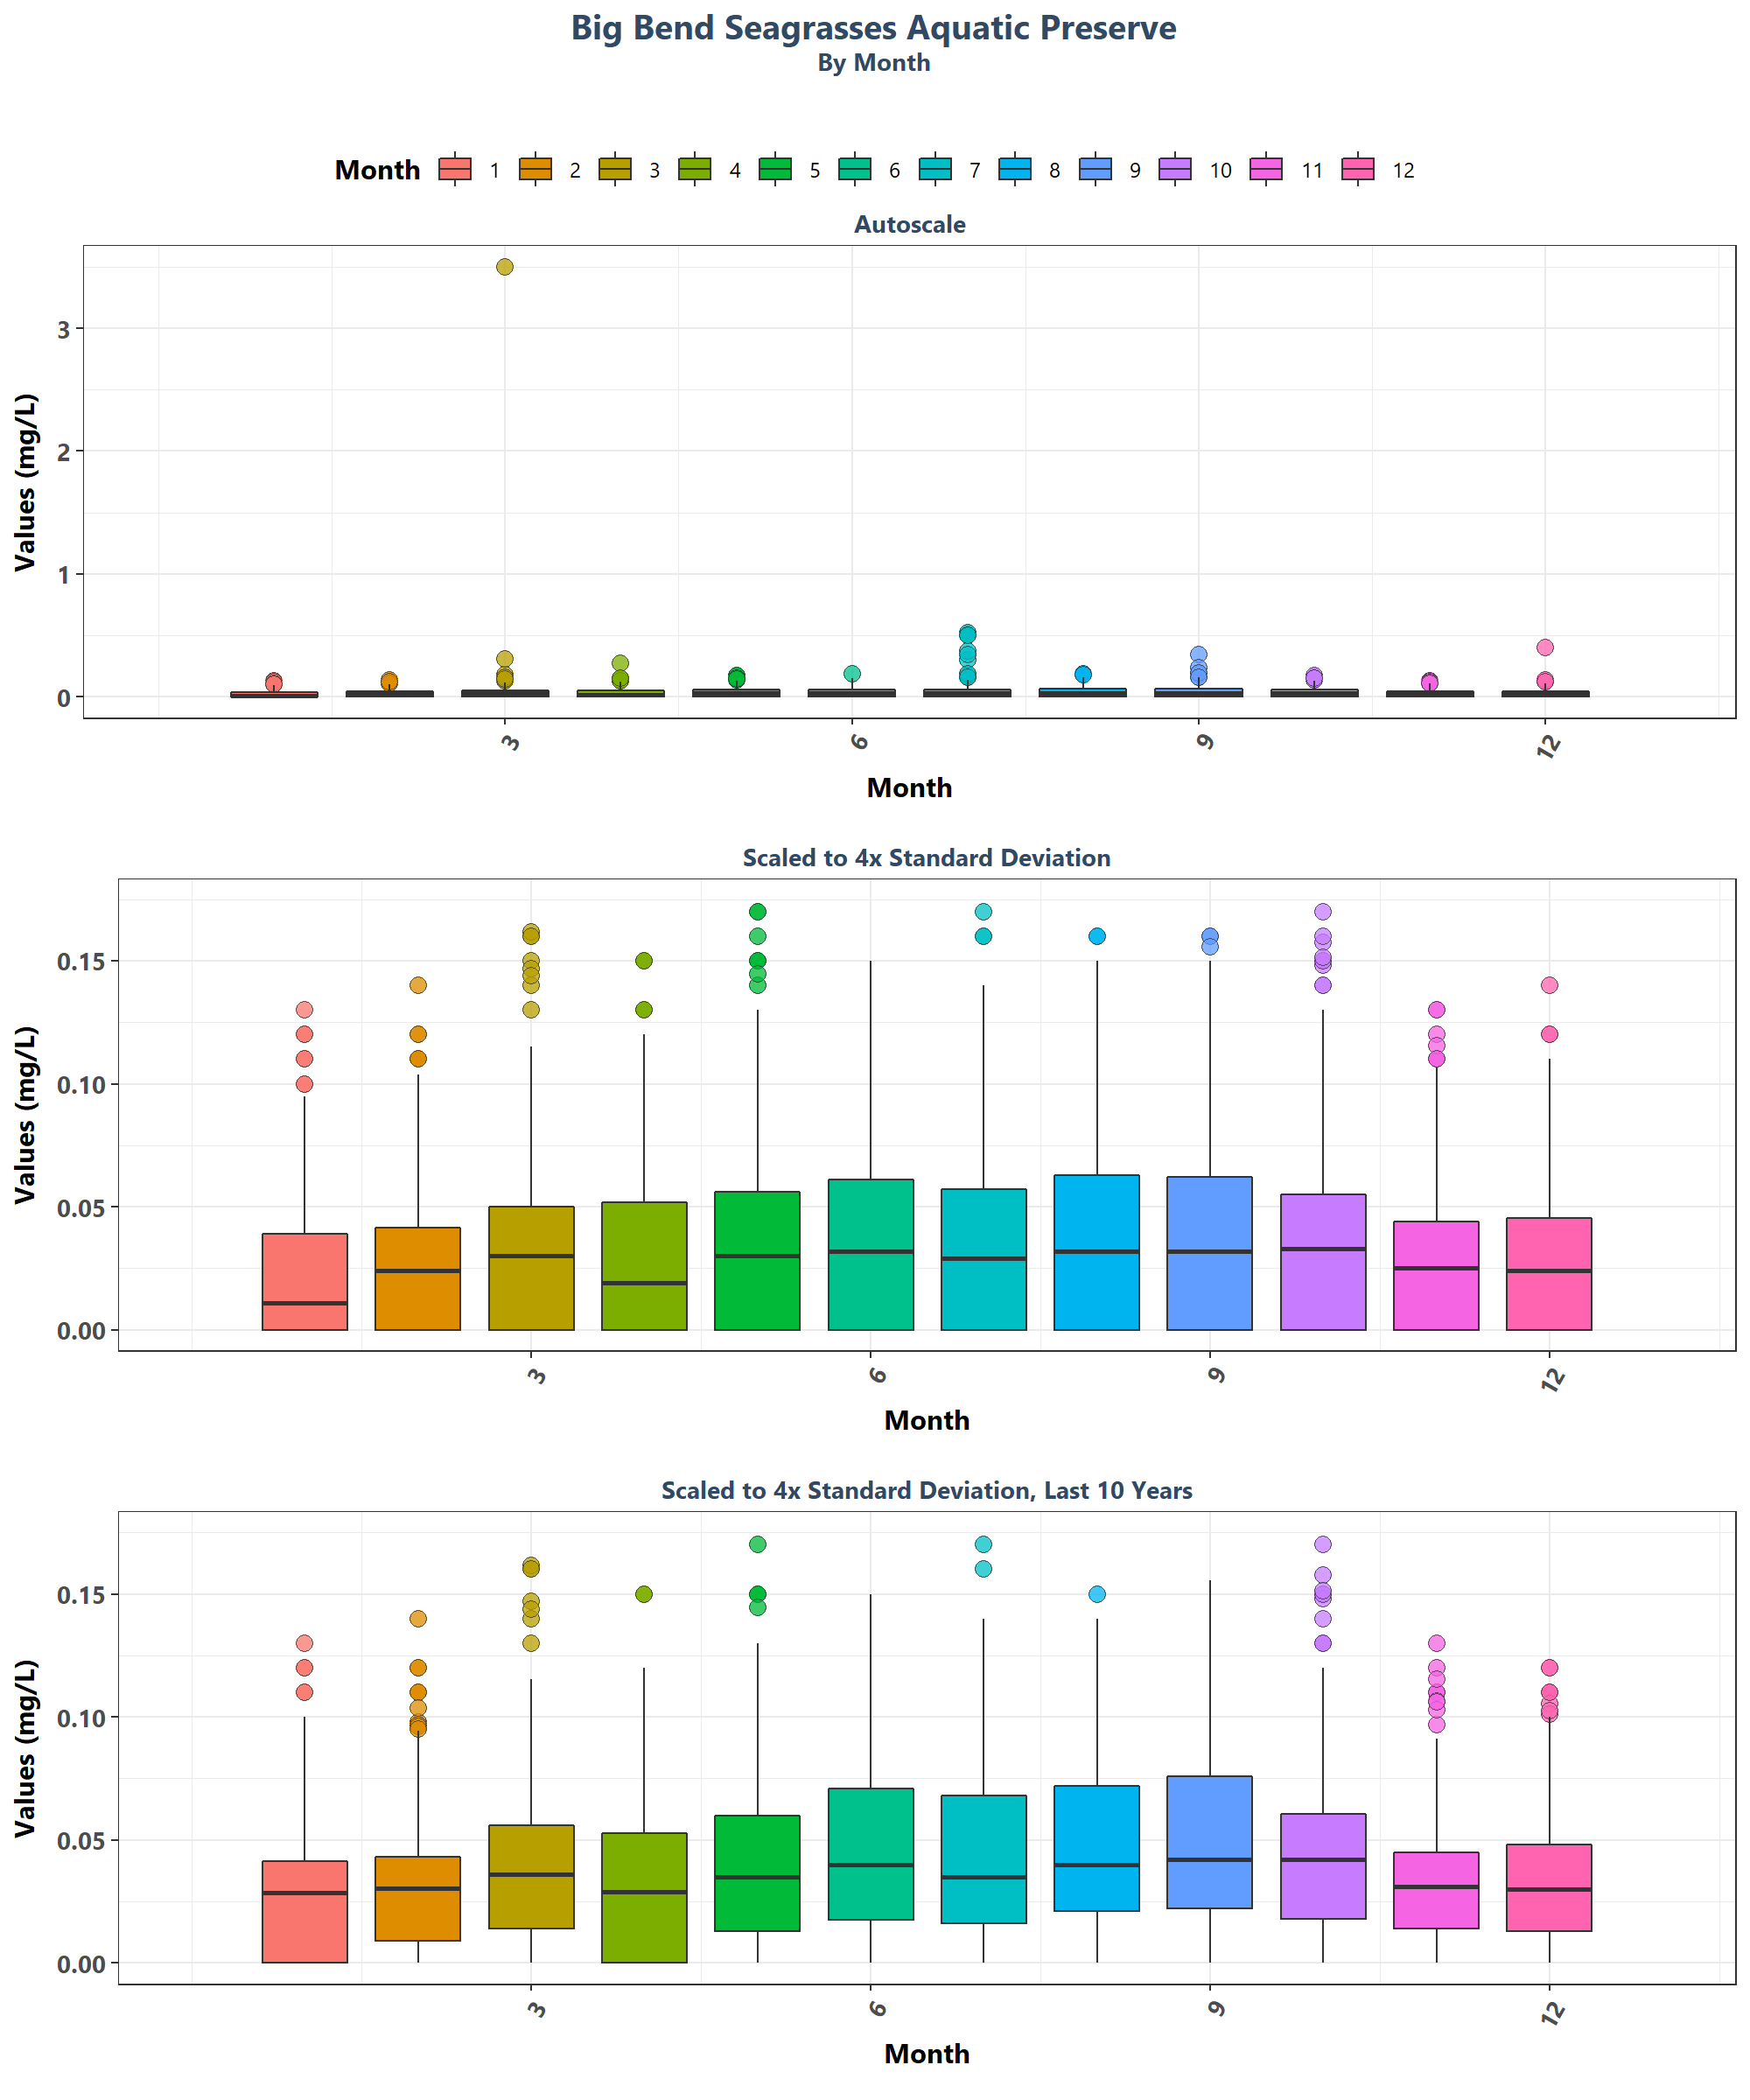 Big Bend Seagrasses Aquatic Preserve
By Month
Month 1 2 3 4 5 6 7 8 9 10 11 12
Autoscale
Values (mg/L)
3
2
1
0
3 6 9 12
Month
Scaled to 4x Standard Deviation
Values (mg/L)
0.15
0.10
0.05
0.00
3 6 9 12
Month
Scaled to 4x Standard Deviation, Last 10 Years
Values (mg/L)
0.15
0.10
0.05
0.00
3 6 9 12
Month